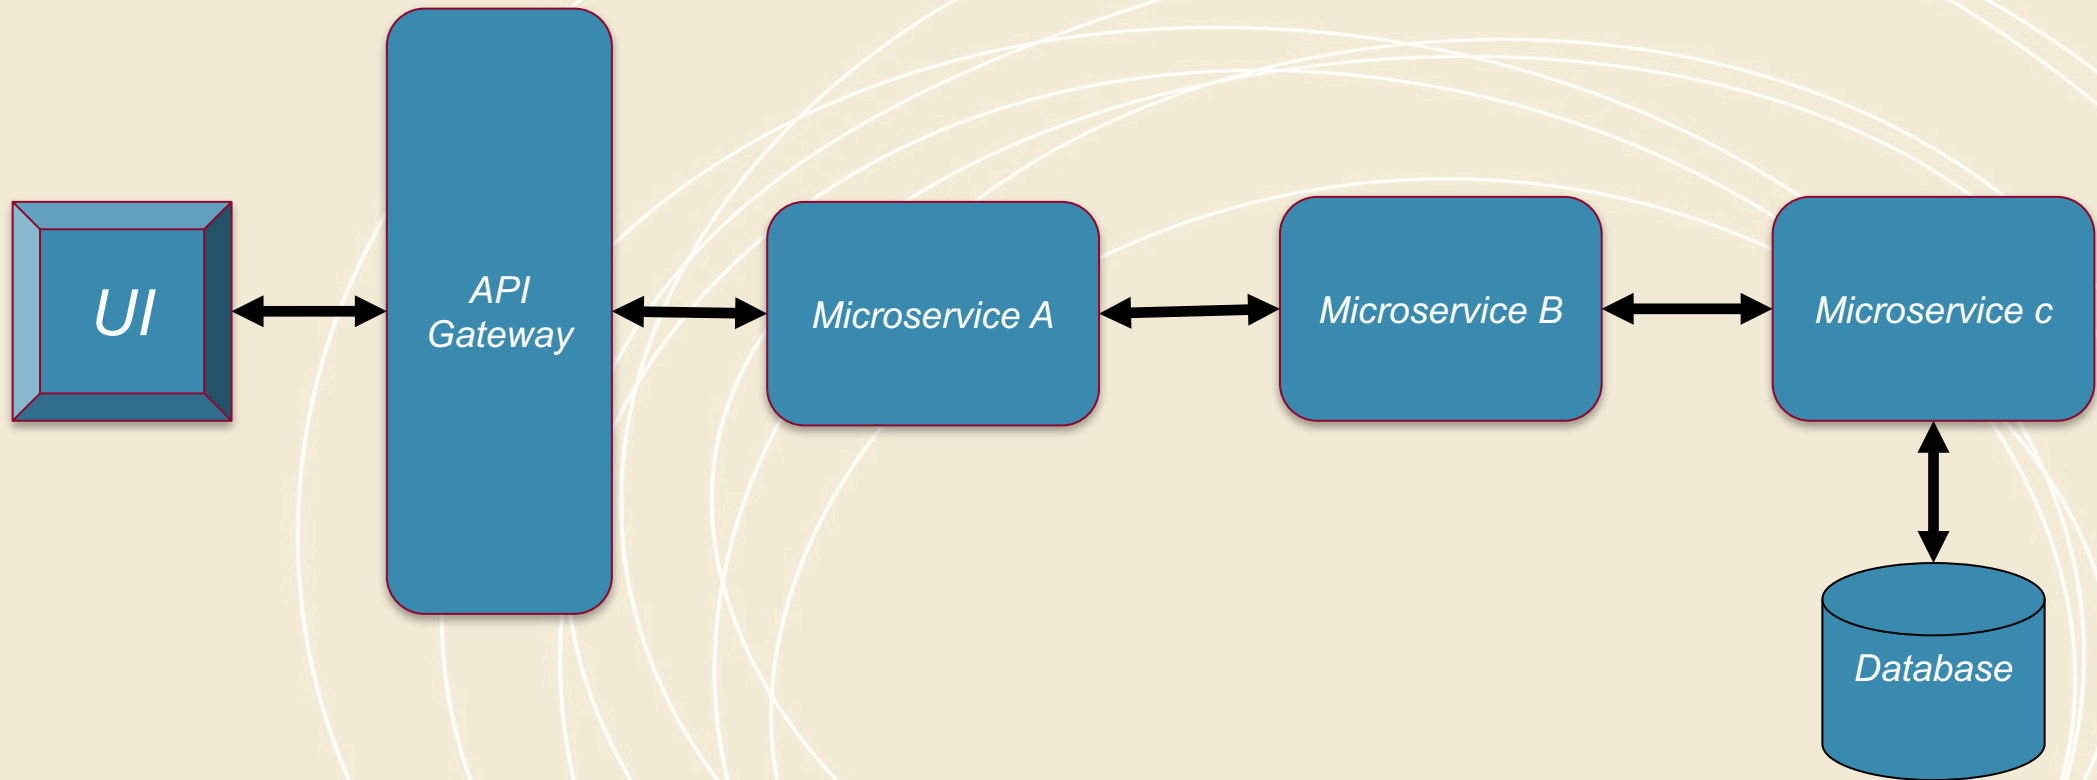 UI
API
Gateway
Microservice A
Microservice B
Microservice c
Database